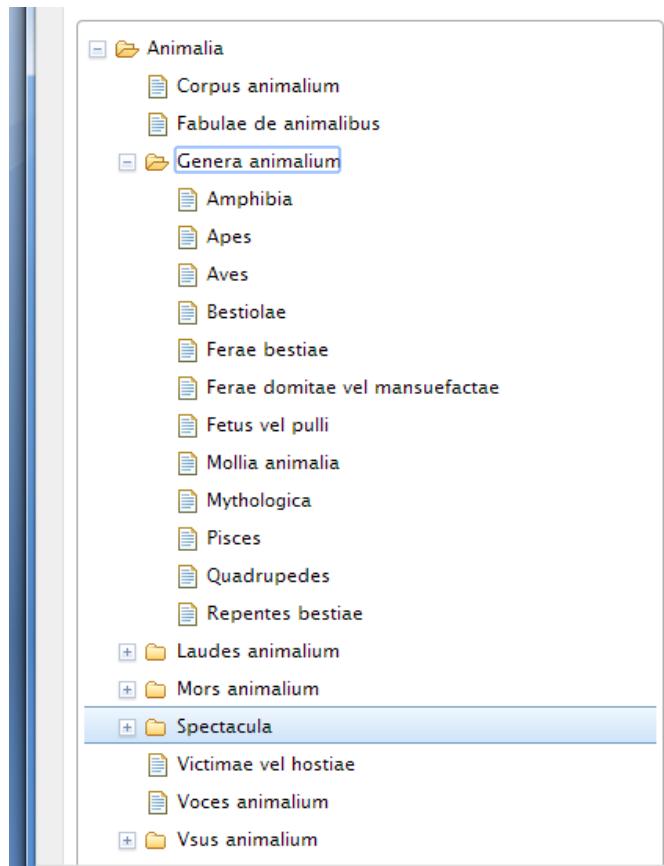 Animalia
Corpus animalium
Fabulae de animalibus
Genera animalium
Amphibia
Apes
Aves
Bestiolae
Ferae bestiae
Ferae domitae vel mansuefactae
Fetus vel pulli
Mollia animalia
Mythologica
Pisces
Quadrupedes
Repentes bestiae
Laudes animalium
Mors animalium
Spectacula
Victimae vel hostiae
Voces animalium
Vsus animalium